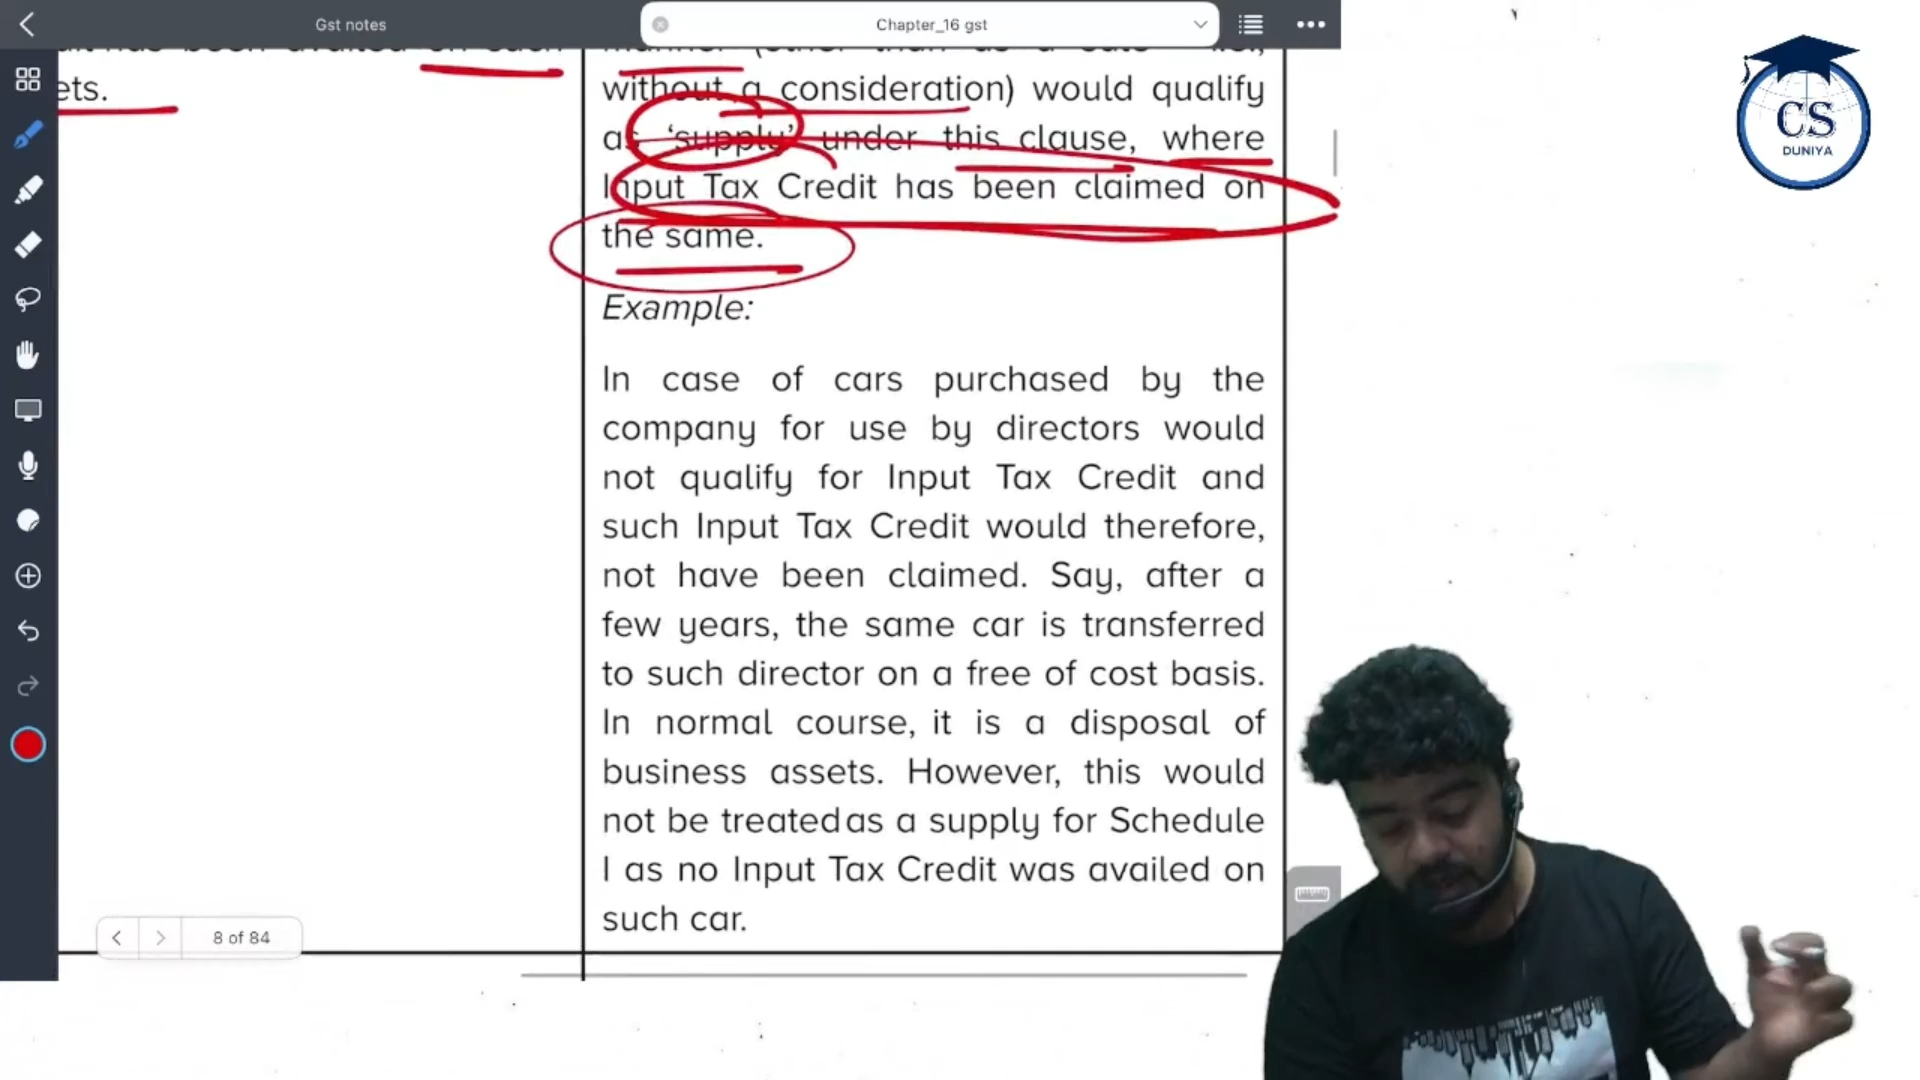 Gst notes
Chapter_16 gst
ets.
without a consideration) would qualify
as ‘supply’ under this clause, where
Input Tax Credit has been claimed on
the same.
Example:
In case of cars purchased by the
company for use by directors would
not qualify for Input Tax Credit and
such Input Tax Credit would therefore,
not have been claimed. Say, after a
few years, the same car is transferred
to such director on a free of cost basis.
In normal course, it is a disposal of
business assets. However, this would
not be treated as a supply for Schedule
I as no Input Tax Credit was availed on
such car.
8 of 84
CS
DUNIYA